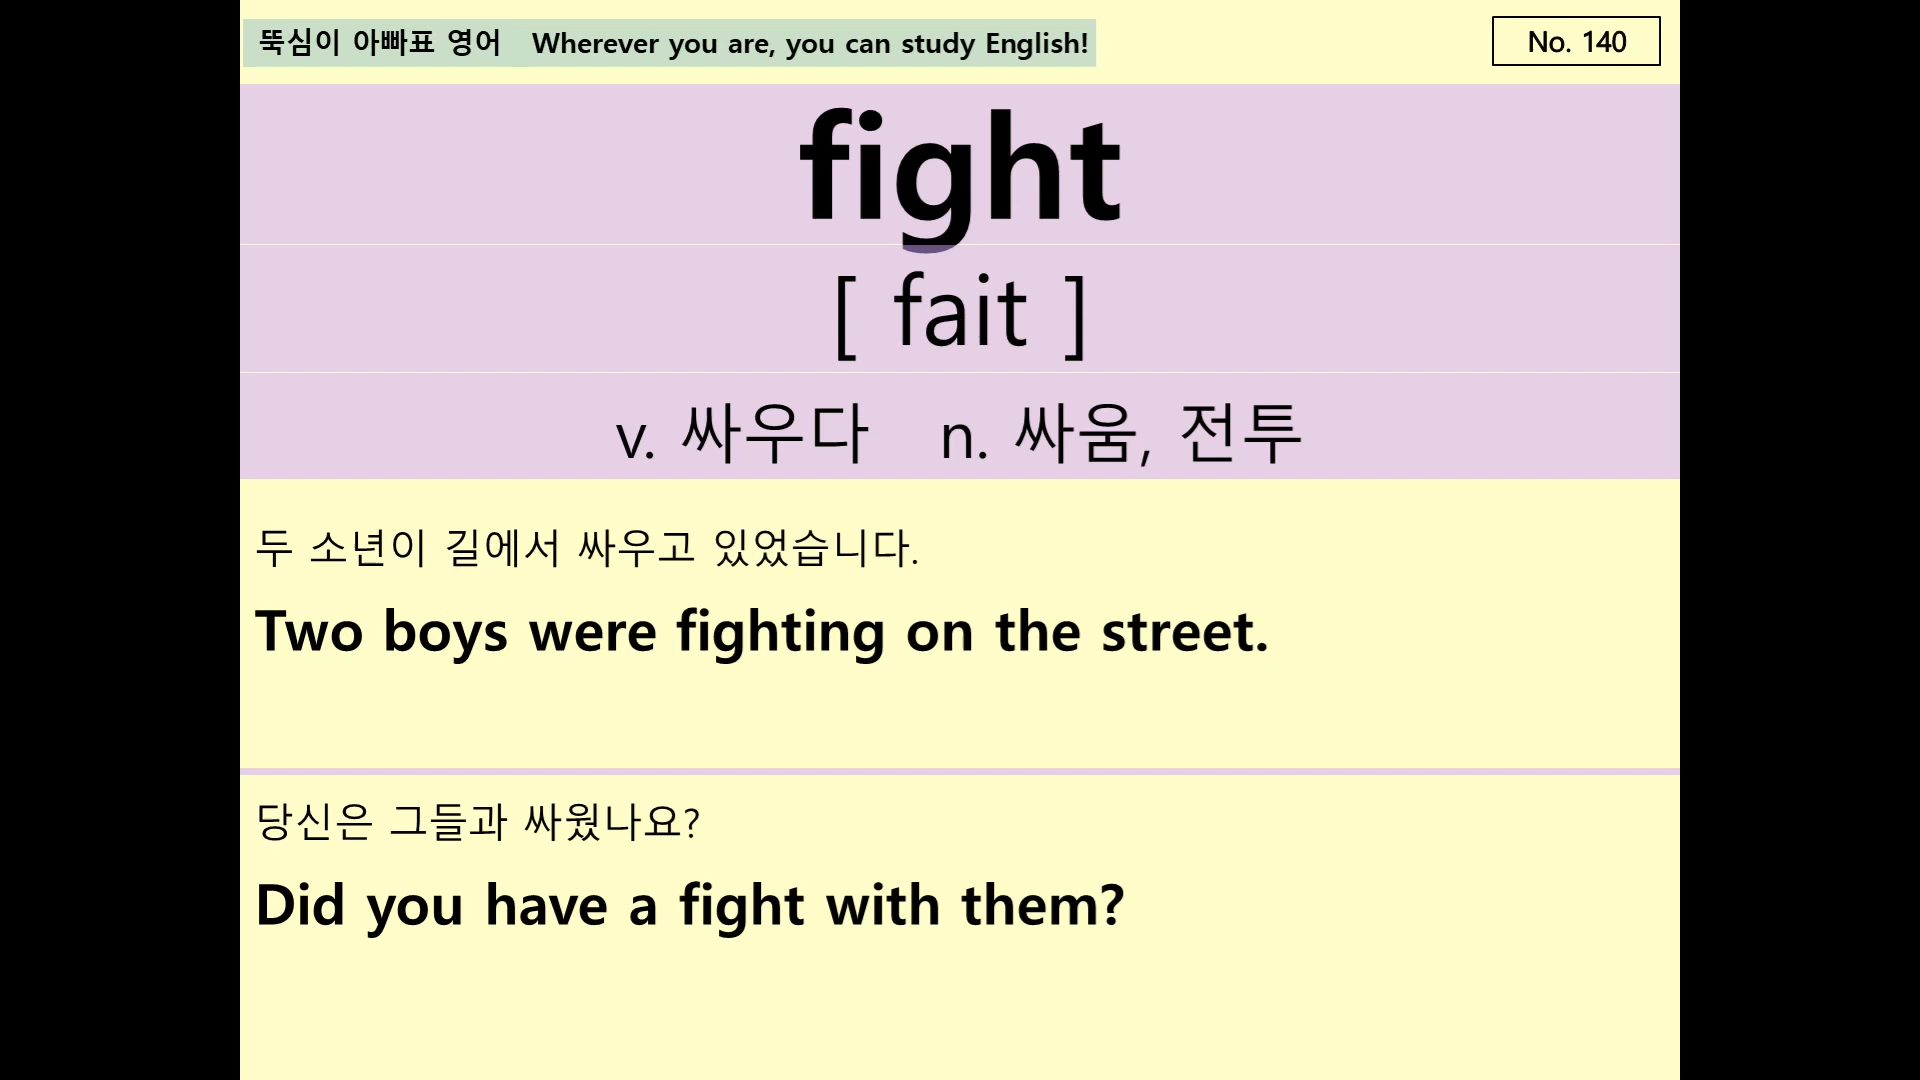 뚝심이 아빠표 영어 Wherever you are, you can study English!
No. 140
fight
[ fait ]
v. 싸우다 n. 싸움, 전투
두 소년이 길에서 싸우고 있었습니다.
Two boys were fighting on the street.
당신은 그들과 싸웠나요?
Did you have a fight with them?